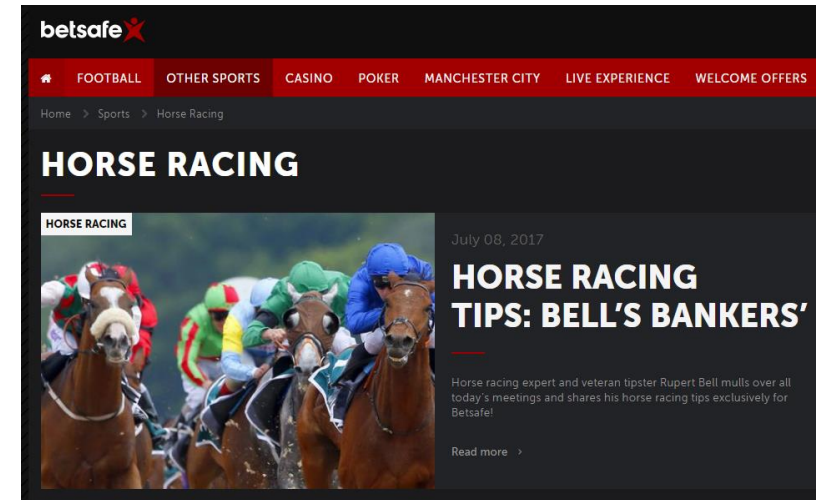 betsafe
FOOTBALL OTHER SPORTS CASINO POKER MANCHESTER CITY LIVE EXPERIENCE WELCOME OFFERS
Home > Sports > Horse Racing
HORSE RACING
HORSE RACING
July 08, 2017
HORSE RACING
TIPS: BELL’S BANKERS’
Horse racing expert and veteran tipster Rupert Bell mulls over all
today’s meetings and shares his horse racing tips exclusively for
Betsafe!
Read more >